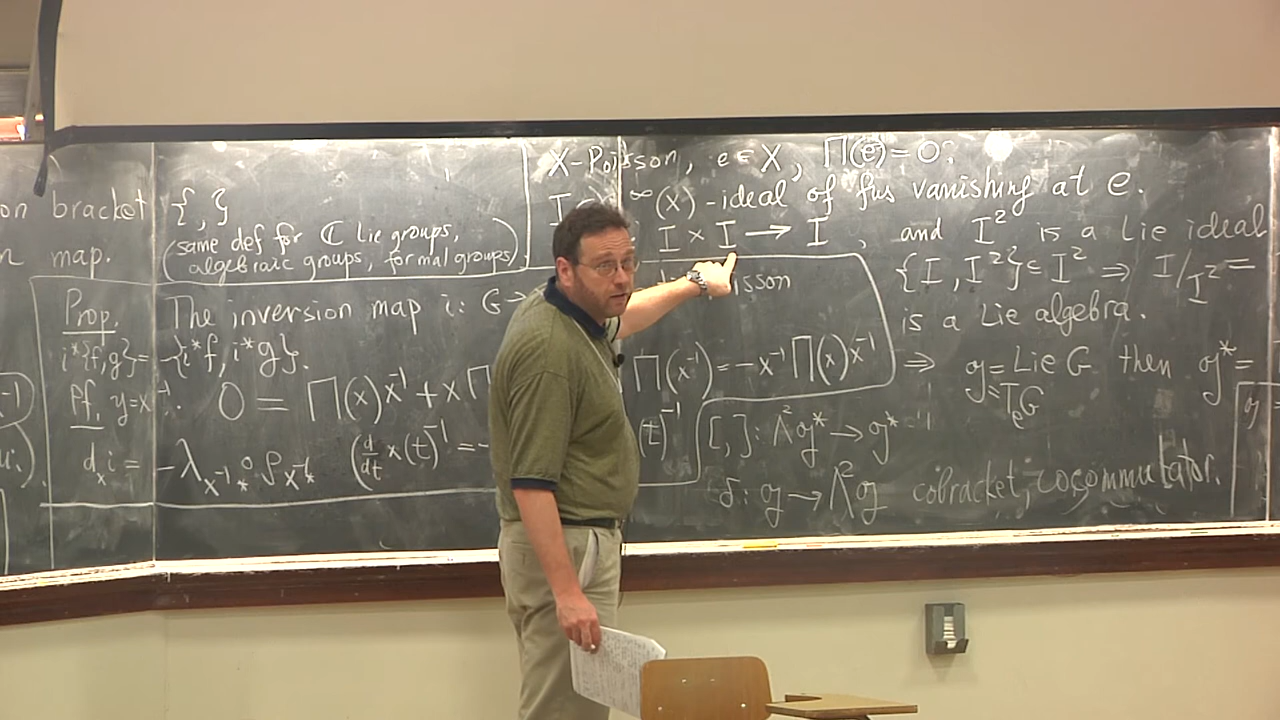 on bracket { , }
map.
(same def for ℂ Lie groups,
algebraic groups, formal groups).
Prop. The inversion map i: G →
i*{f,g} = -{i*f, i*g}.
Pf. y=x⁻¹. 0 = Π(x)x⁻¹ + xΠ
dₓi = -λₓ⁻¹* ∘ ρₓ⁻¹* (d/dt x(t)⁻¹ = -
(t)⁻¹
isson
Π(x⁻¹) = -x⁻¹Π(x)x⁻¹
X-Poisson, e∈X, Π(e)=0.
I ∞(X) - ideal of fns vanishing at e.
I × I → I, and I² is a Lie ideal
{I, I²} ⊂ I² ⇒ I/I² =
is a Lie algebra.
⇒ 𝔤 = Lie G then 𝔤* =
TₑG
[,]: Λ²𝔤* → 𝔤*
δ: 𝔤 → Λ²𝔤 cobracket, cocommutator.